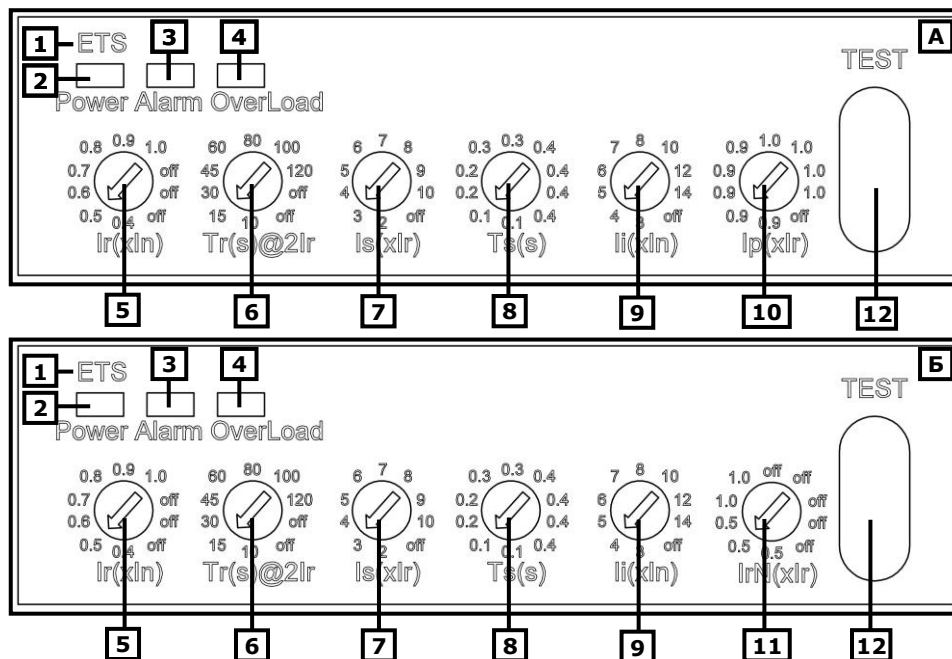 А
1 ETS 3 4
2
Power Alarm OverLoad
TEST
0.4 0.5 0.6 0.7 0.8 0.9 1.0 off off off
Ir(xIn)
10 15 30 45 60 80 100 120 off off
Tr(s)@2Ir
2 3 4 5 6 7 8 9 10 off
Is(xIr)
0.1 0.1 0.2 0.2 0.3 0.3 0.4 0.4 0.4 0.4
Ts(s)
3 4 5 6 7 8 10 12 14 off
Ii(xIn)
0.9 0.9 0.9 0.9 0.9 1.0 1.0 1.0 1.0 off
Ip(xIr)
5 6 7 8 9 10 12
Б
1 ETS 3 4
2
Power Alarm OverLoad
TEST
0.4 0.5 0.6 0.7 0.8 0.9 1.0 off off off
Ir(xIn)
10 15 30 45 60 80 100 120 off off
Tr(s)@2Ir
2 3 4 5 6 7 8 9 10 off
Is(xIr)
0.1 0.1 0.2 0.2 0.3 0.3 0.4 0.4 0.4 0.4
Ts(s)
3 4 5 6 7 8 10 12 14 off
Ii(xIn)
0.5 0.5 0.5 1.0 1.0 off off off off off
IrN(xIr)
5 6 7 8 9 11 12